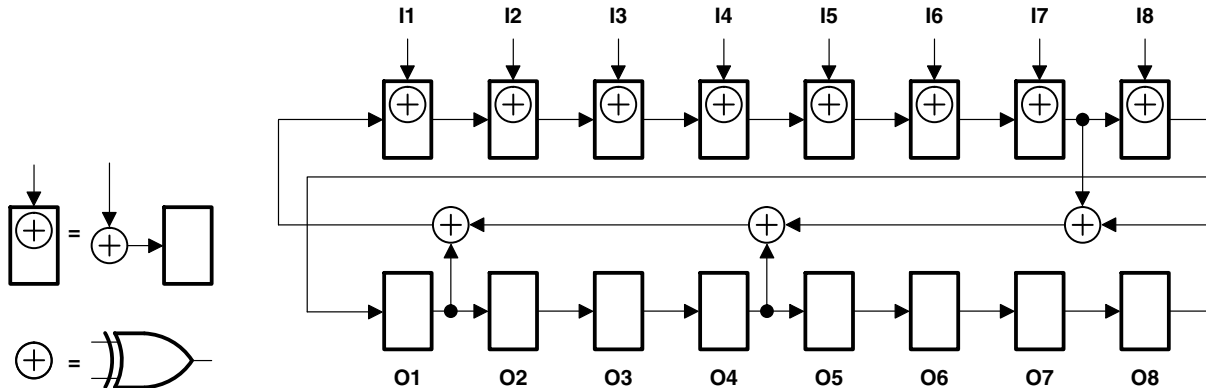 I1 I2 I3 I4 I5 I6 I7 I8
=
=
O1 O2 O3 O4 O5 O6 O7 O8